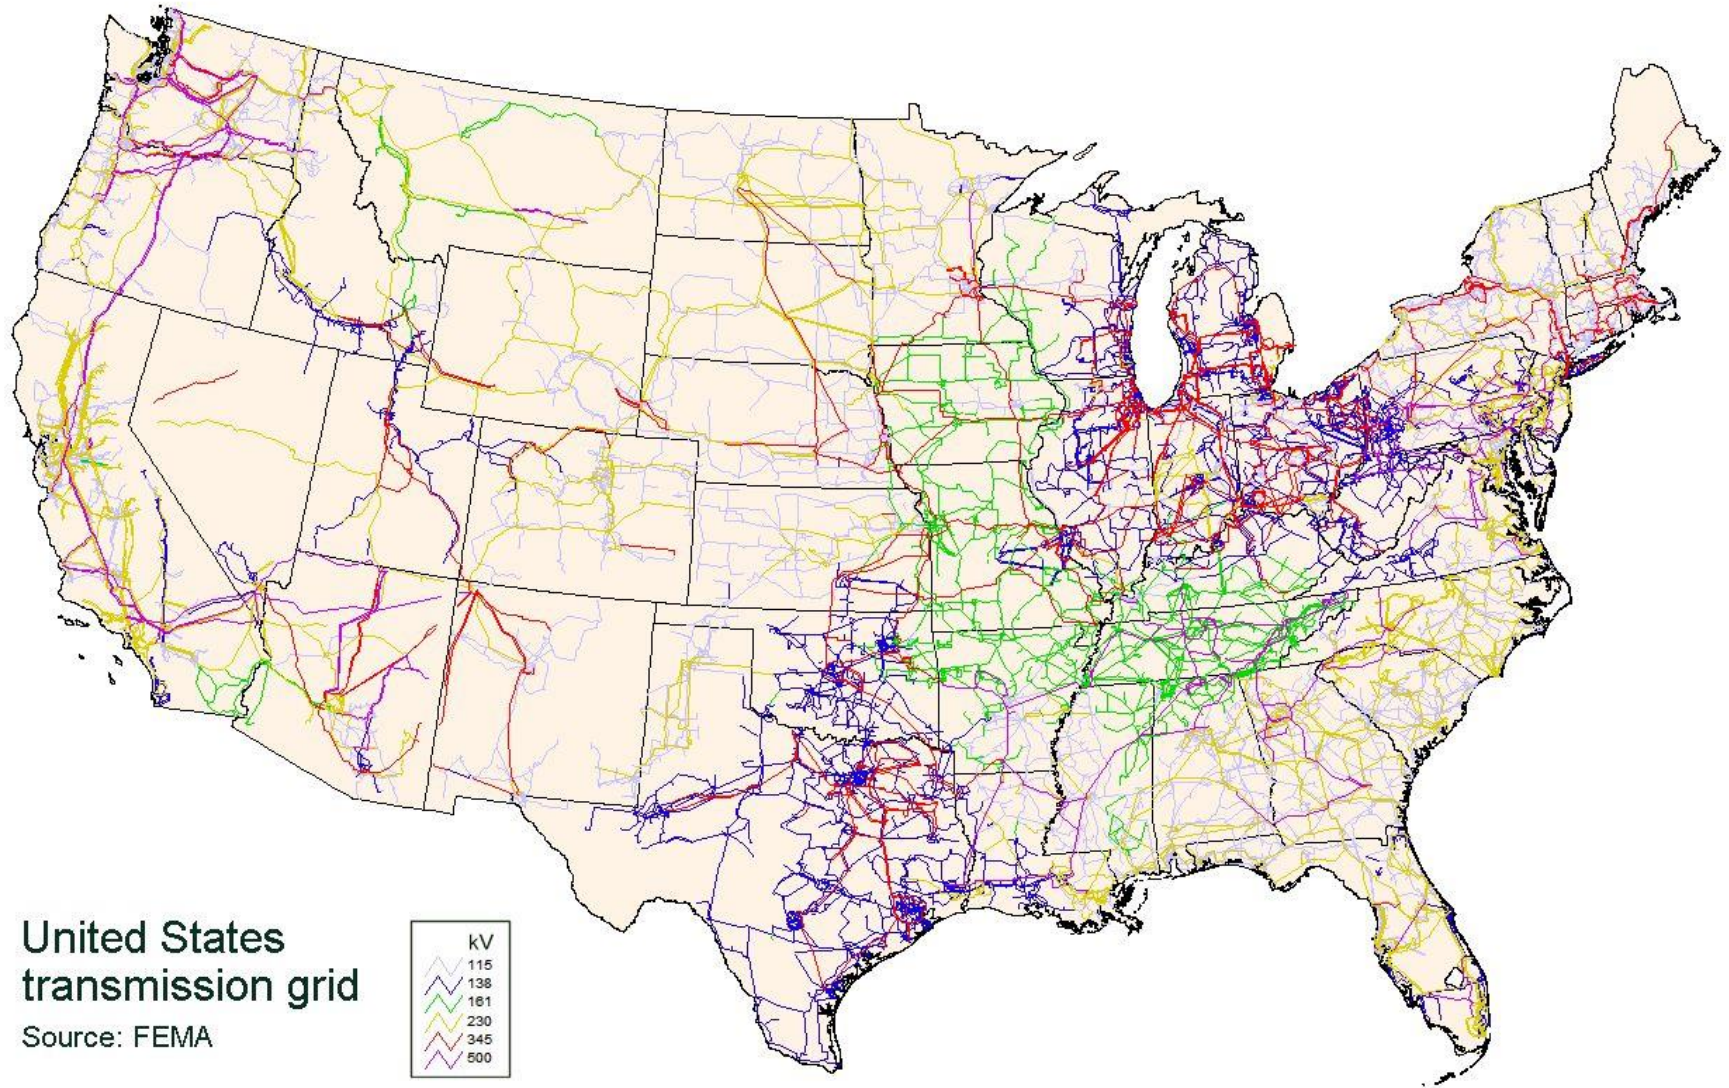 United States
transmission grid
Source: FEMA
kV
115
138
161
230
345
500